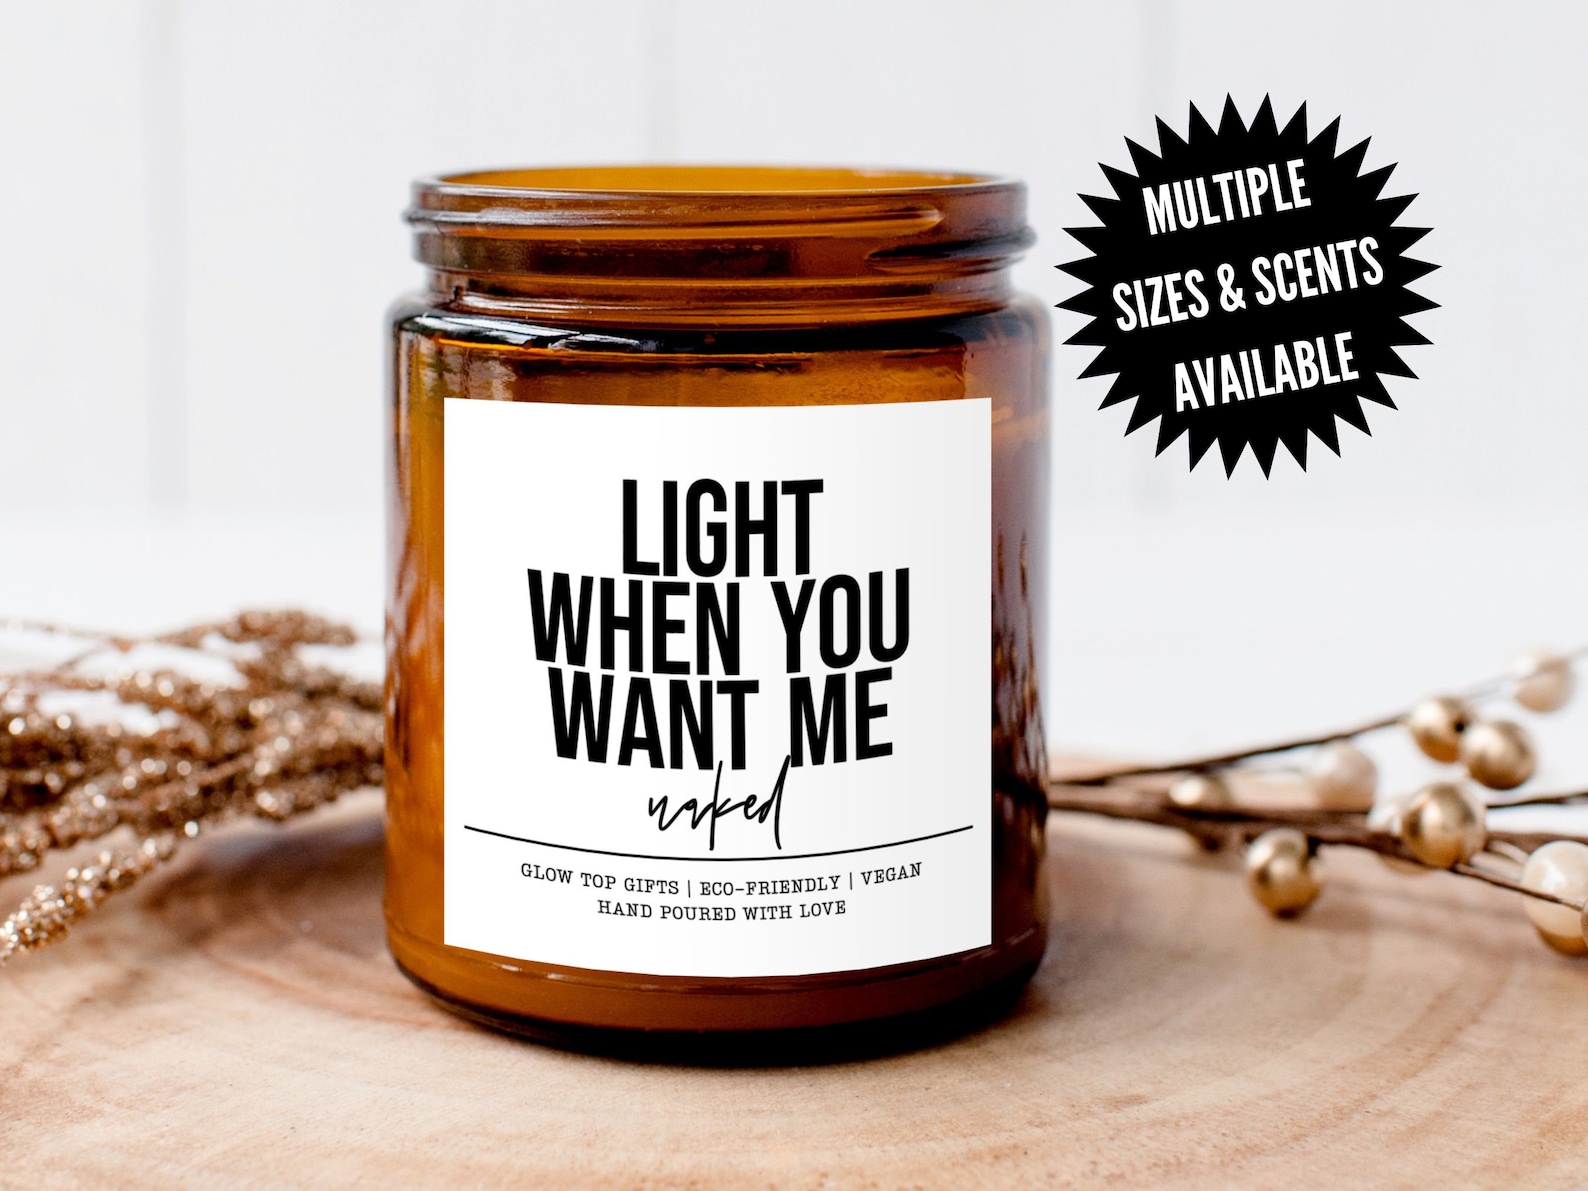 LIGHT
WHEN YOU
WANT ME
naked
GLOW TOP GIFTS | ECO-FRIENDLY | VEGAN
HAND POURED WITH LOVE
MULTIPLE
SIZES & SCENTS
AVAILABLE